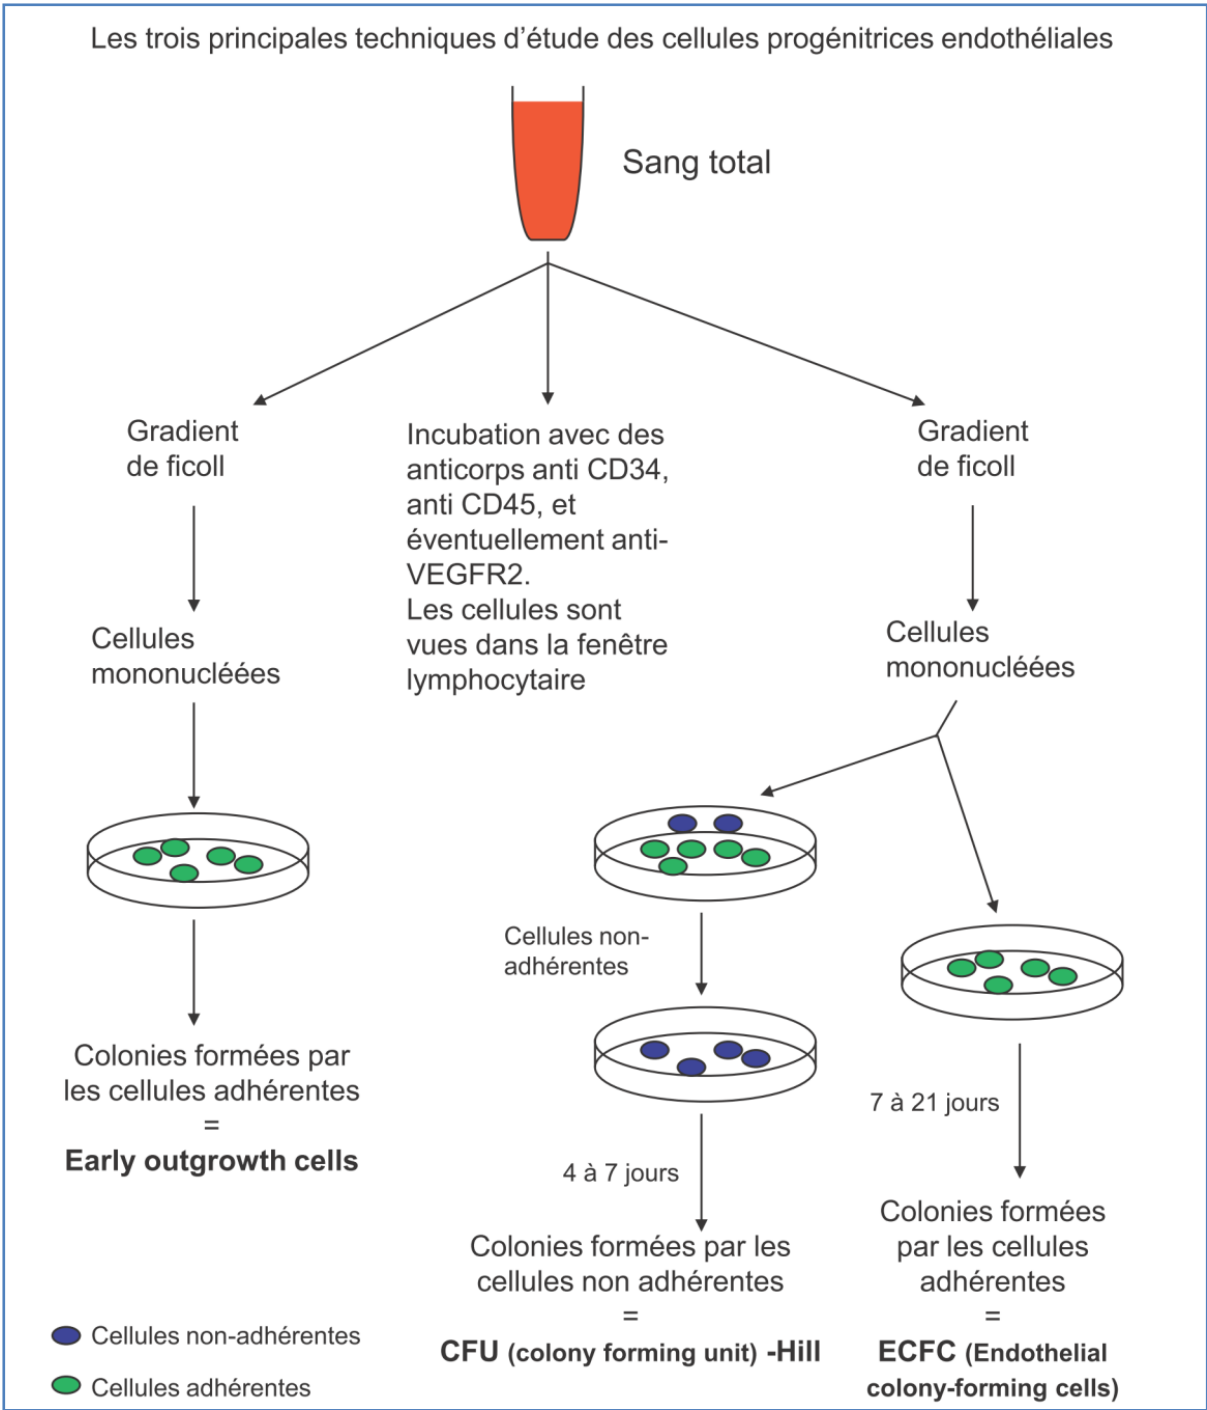 Les trois principales techniques d’étude des cellules progénitrices endothéliales
Sang total
Gradient
de ficoll
Cellules
mononucléées
Colonies formées par
les cellules adhérentes
=
Early outgrowth cells
Incubation avec des
anticorps anti CD34,
anti CD45, et
éventuellement anti-
VEGFR2.
Les cellules sont
vues dans la fenêtre
lymphocytaire
Gradient
de ficoll
Cellules
mononucléées
Cellules non-
adhérentes
4 à 7 jours
Colonies formées par les
cellules non adhérentes
=
CFU (colony forming unit) -Hill
7 à 21 jours
Colonies formées
par les cellules
adhérentes
=
ECFC (Endothelial
colony-forming cells)
Cellules non-adhérentes
Cellules adhérentes